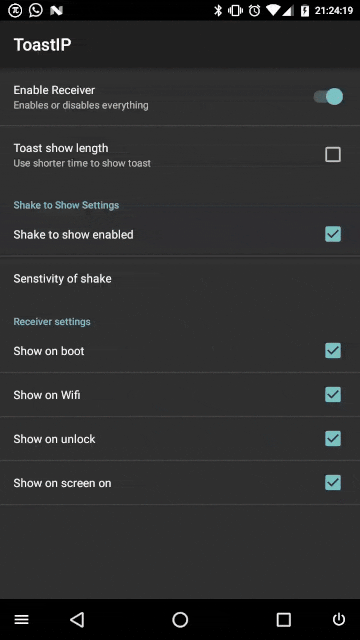 21:24:19
ToastIP
Enable Receiver
Enables or disables everything
Toast show length
Use shorter time to show toast
Shake to Show Settings
Shake to show enabled
Senstivity of shake
Receiver settings
Show on boot
Show on Wifi
Show on unlock
Show on screen on